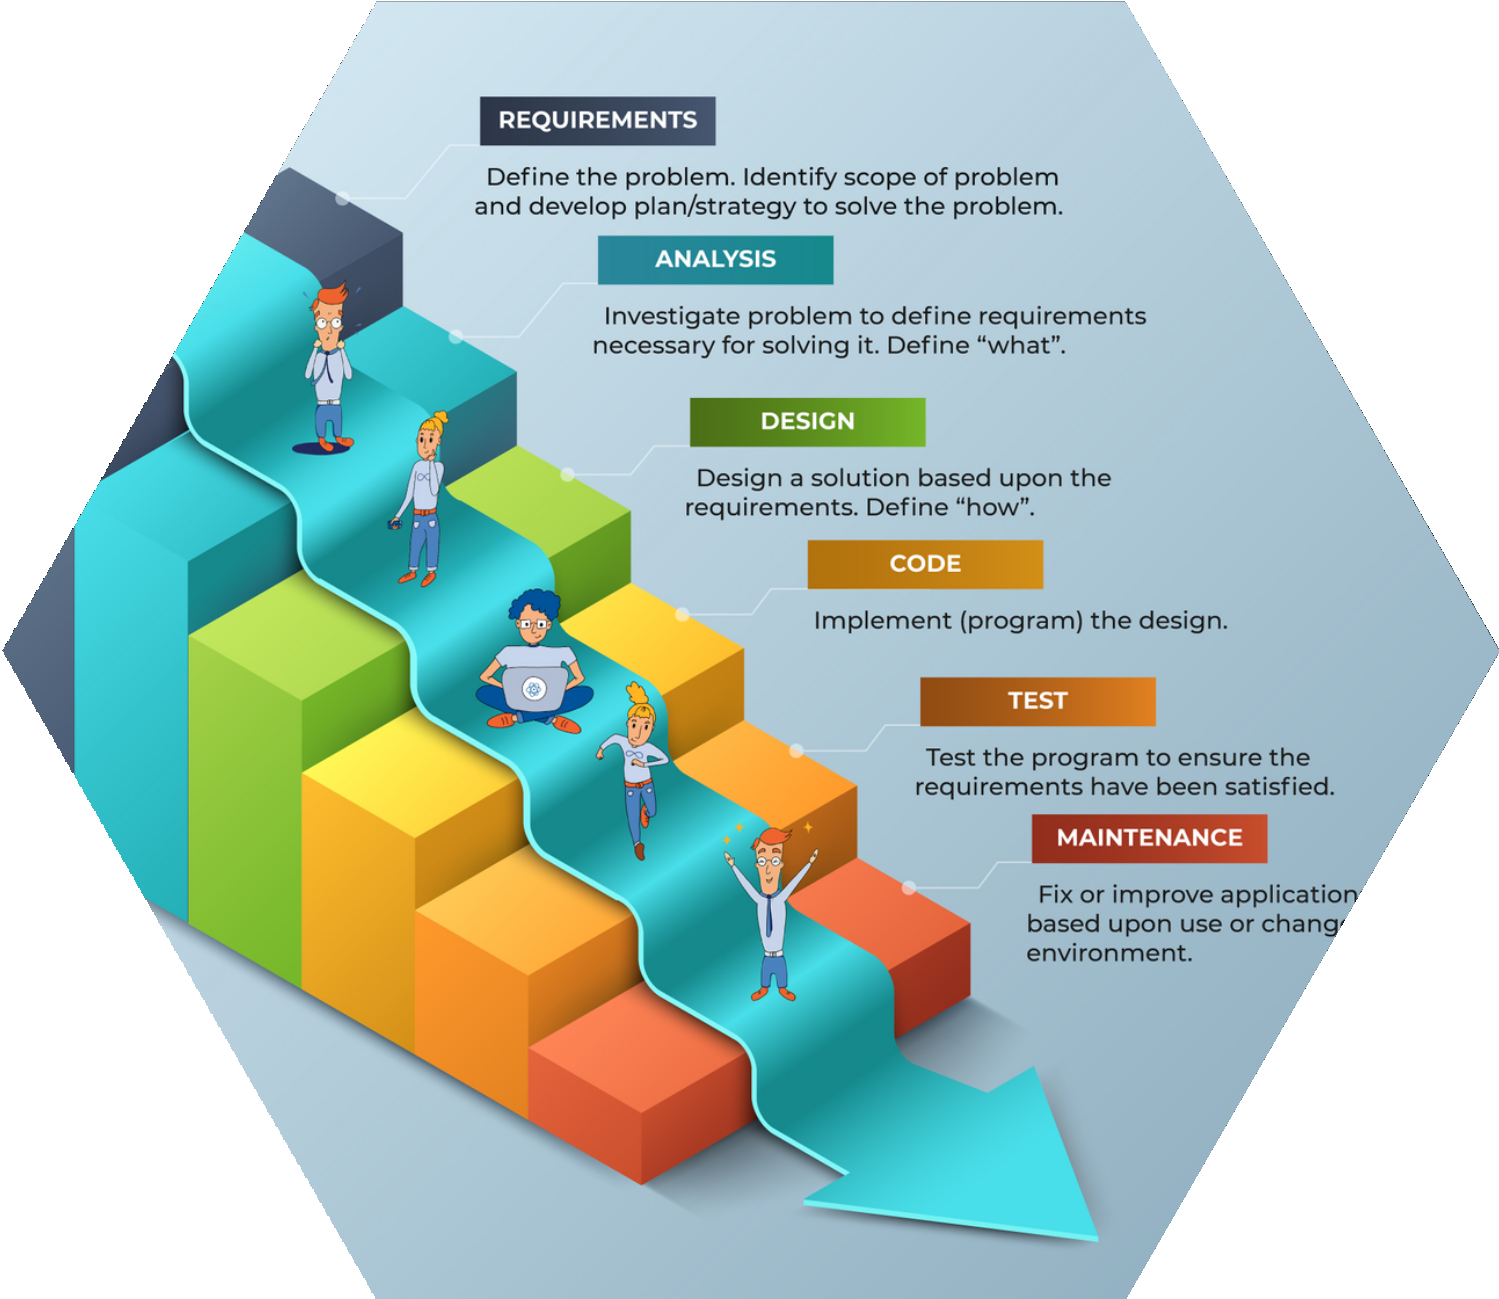 REQUIREMENTS
Define the problem. Identify scope of problem
and develop plan/strategy to solve the problem.
ANALYSIS
Investigate problem to define requirements
necessary for solving it. Define “what”.
DESIGN
Design a solution based upon the
requirements. Define “how”.
CODE
Implement (program) the design.
TEST
Test the program to ensure the
requirements have been satisfied.
MAINTENANCE
Fix or improve application
based upon use or chang
environment.